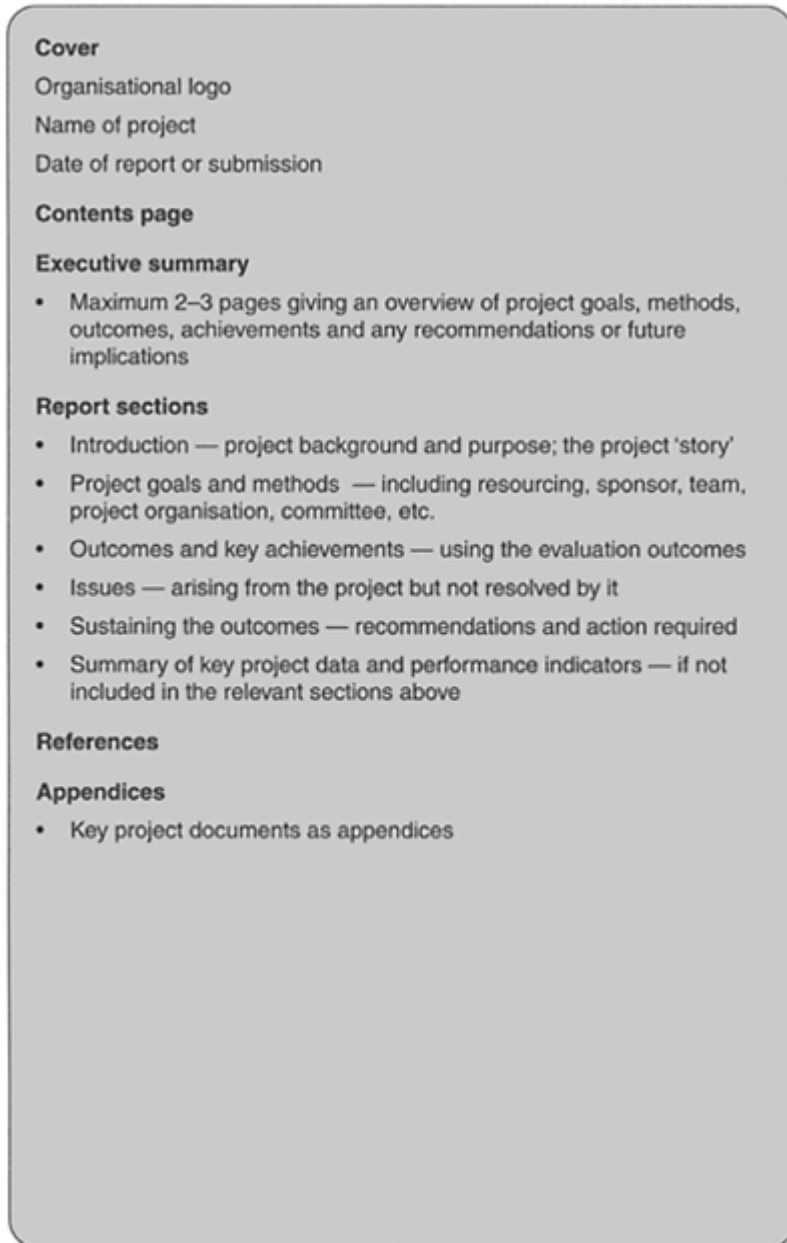 Cover
Organisational logo
Name of project
Date of report or submission
Contents page
Executive summary
• Maximum 2–3 pages giving an overview of project goals, methods,
outcomes, achievements and any recommendations or future
implications
Report sections
• Introduction — project background and purpose; the project ‘story’
• Project goals and methods — including resourcing, sponsor, team,
project organisation, committee, etc.
• Outcomes and key achievements — using the evaluation outcomes
• Issues — arising from the project but not resolved by it
• Sustaining the outcomes — recommendations and action required
• Summary of key project data and performance indicators — if not
included in the relevant sections above
References
Appendices
• Key project documents as appendices